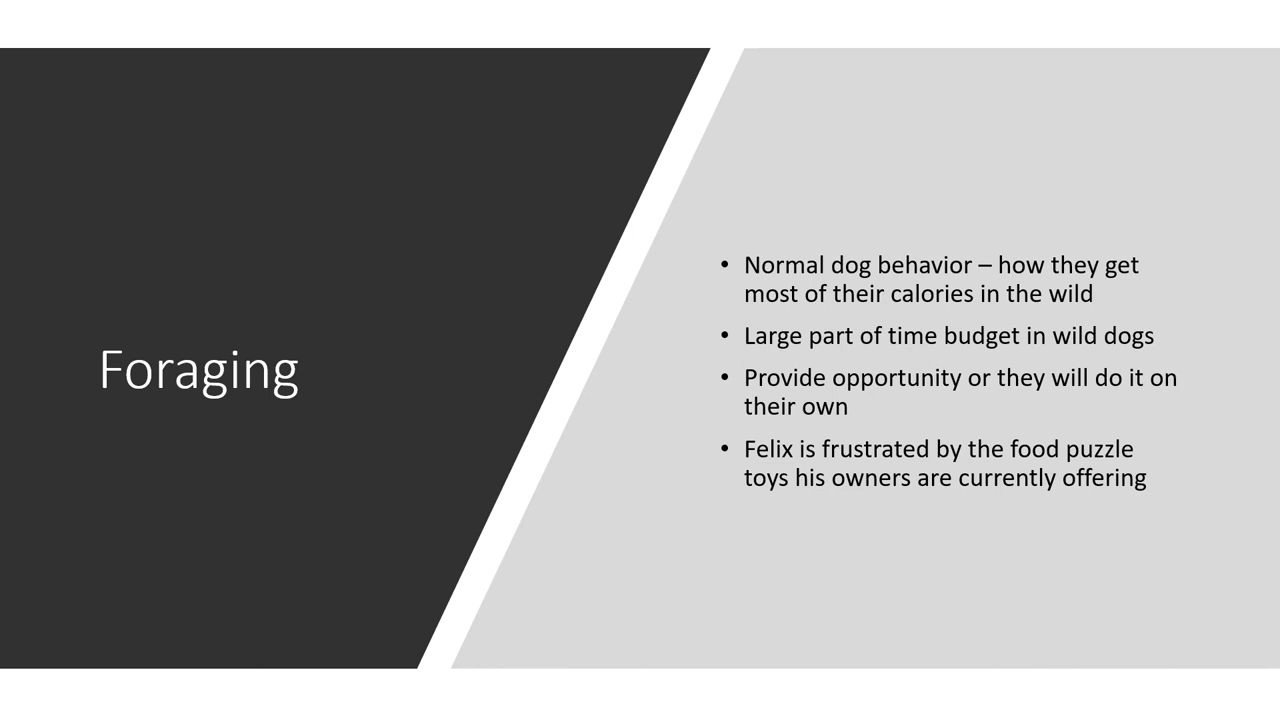 Foraging
• Normal dog behavior – how they get
most of their calories in the wild
• Large part of time budget in wild dogs
• Provide opportunity or they will do it on
their own
• Felix is frustrated by the food puzzle
toys his owners are currently offering